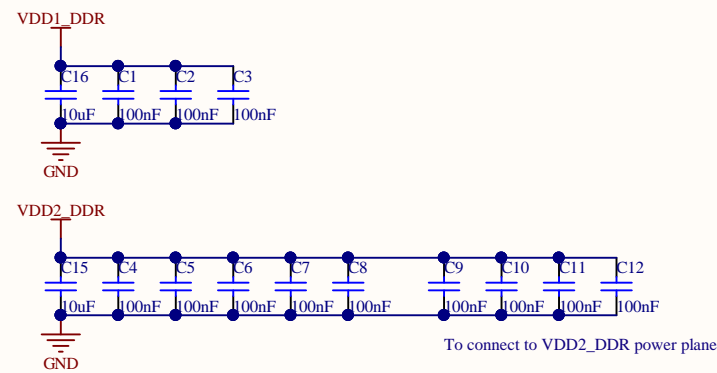 VDD1_DDR
C16 C1 C2 C3
10uF 100nF 100nF 100nF
GND
VDD2_DDR
C15 C4 C5 C6 C7 C8 C9 C10 C11 C12
10uF 100nF 100nF 100nF 100nF 100nF 100nF 100nF 100nF 100nF
To connect to VDD2_DDR power plane
GND